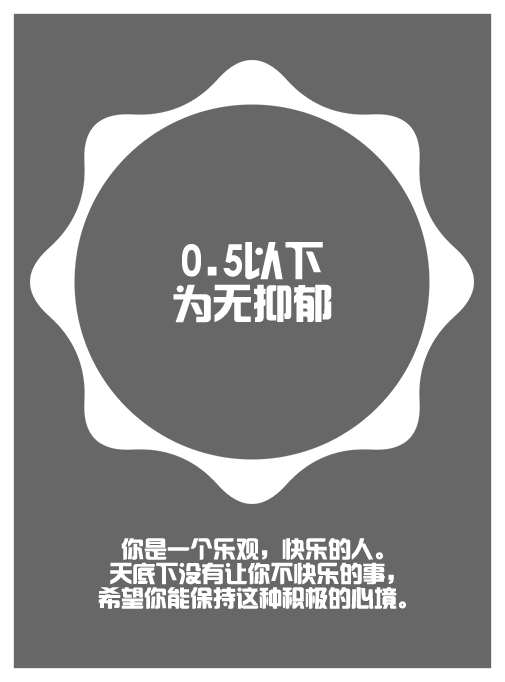 0.5以下
为无抑郁
你是一个乐观，快乐的人。
天底下没有让你不快乐的事，
希望你能保持这种积极的心境。